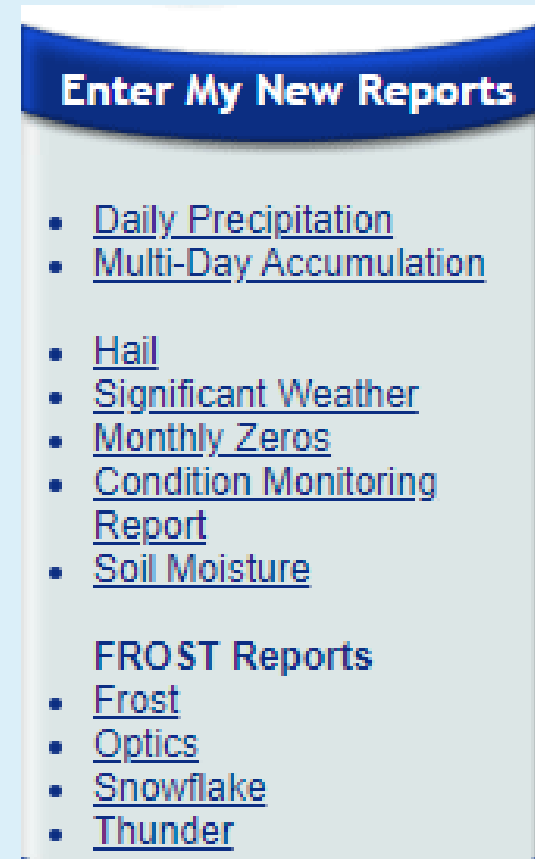 Enter My New Reports
Daily Precipitation
Multi-Day Accumulation
Hail
Significant Weather
Monthly Zeros
Condition Monitoring
Report
Soil Moisture
FROST Reports
Frost
Optics
Snowflake
Thunder